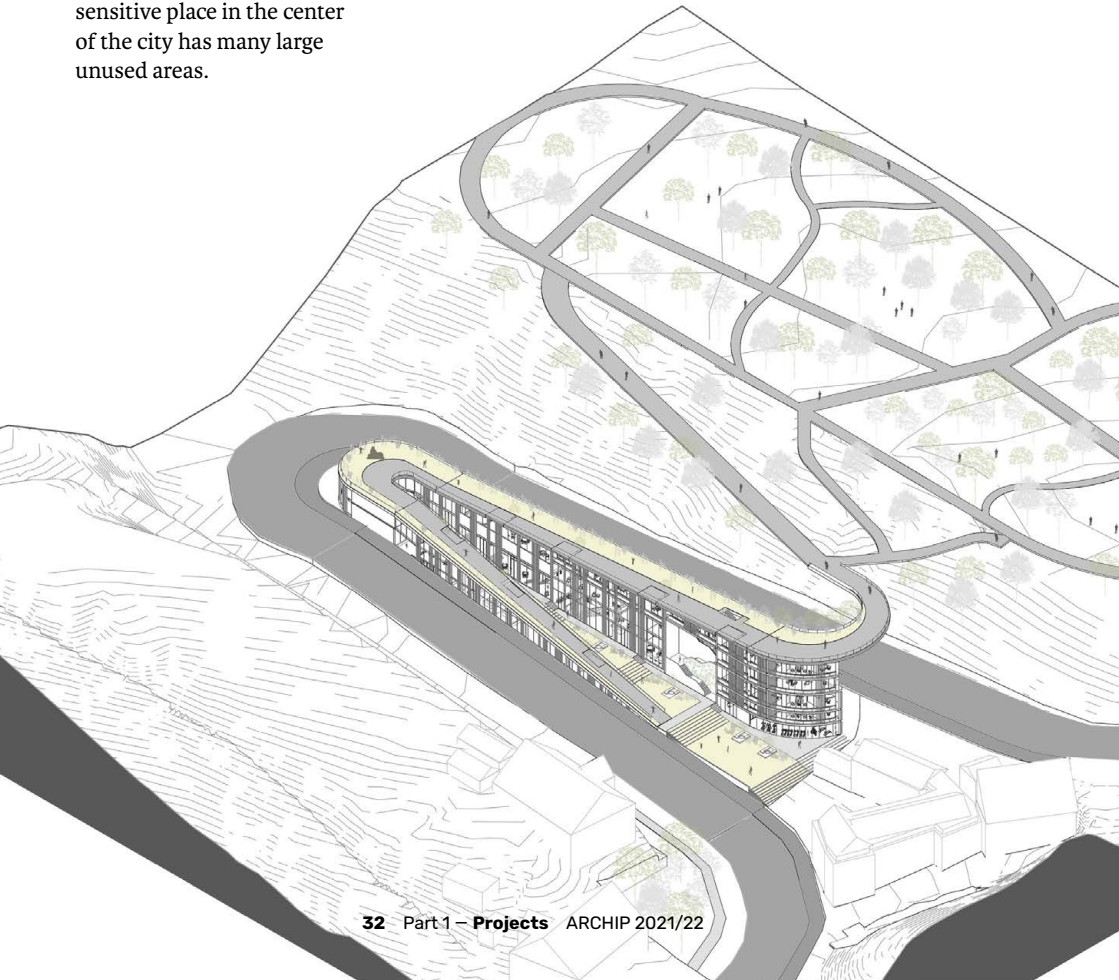 sensitive place in the center
of the city has many large
unused areas.
32 Part 1 – Projects ARCHIP 2021/22